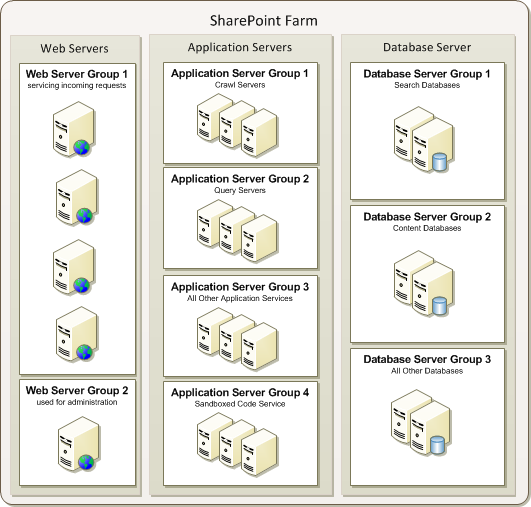 SharePoint Farm
Web Servers
Web Server Group 1
servicing incoming requests
Web Server Group 2
used for administration
Application Servers
Application Server Group 1
Crawl Servers
Application Server Group 2
Query Servers
Application Server Group 3
All Other Application Services
Application Server Group 4
Sandboxed Code Service
Database Server
Database Server Group 1
Search Databases
Database Server Group 2
Content Databases
Database Server Group 3
All Other Databases